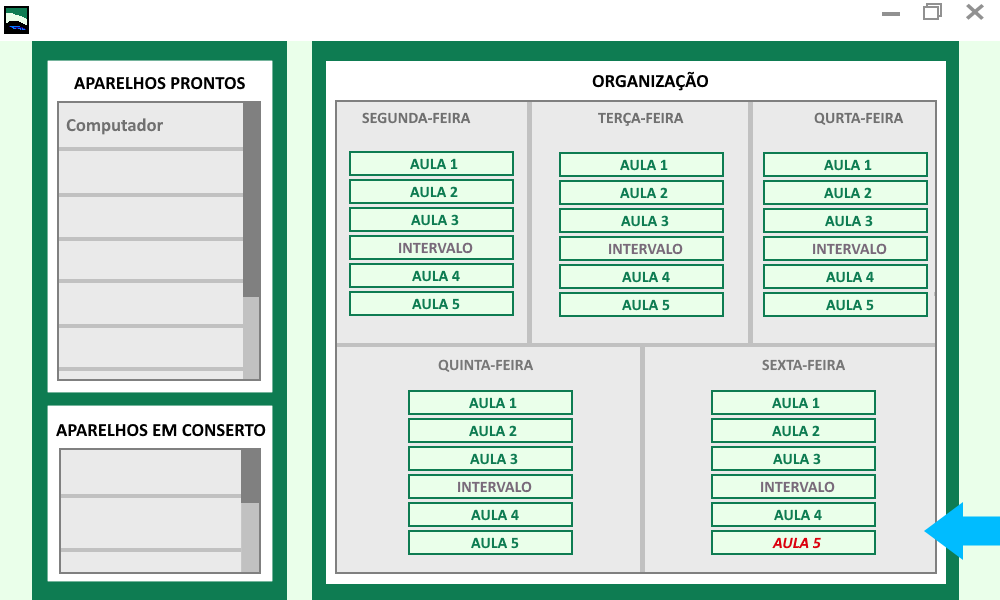 APARELHOS PRONTOS
Computador
APARELHOS EM CONSERTO
ORGANIZAÇÃO
SEGUNDA-FEIRA
AULA 1
AULA 2
AULA 3
INTERVALO
AULA 4
AULA 5
TERÇA-FEIRA
AULA 1
AULA 2
AULA 3
INTERVALO
AULA 4
AULA 5
QURTA-FEIRA
AULA 1
AULA 2
AULA 3
INTERVALO
AULA 4
AULA 5
QUINTA-FEIRA
AULA 1
AULA 2
AULA 3
INTERVALO
AULA 4
AULA 5
SEXTA-FEIRA
AULA 1
AULA 2
AULA 3
INTERVALO
AULA 4
AULA 5